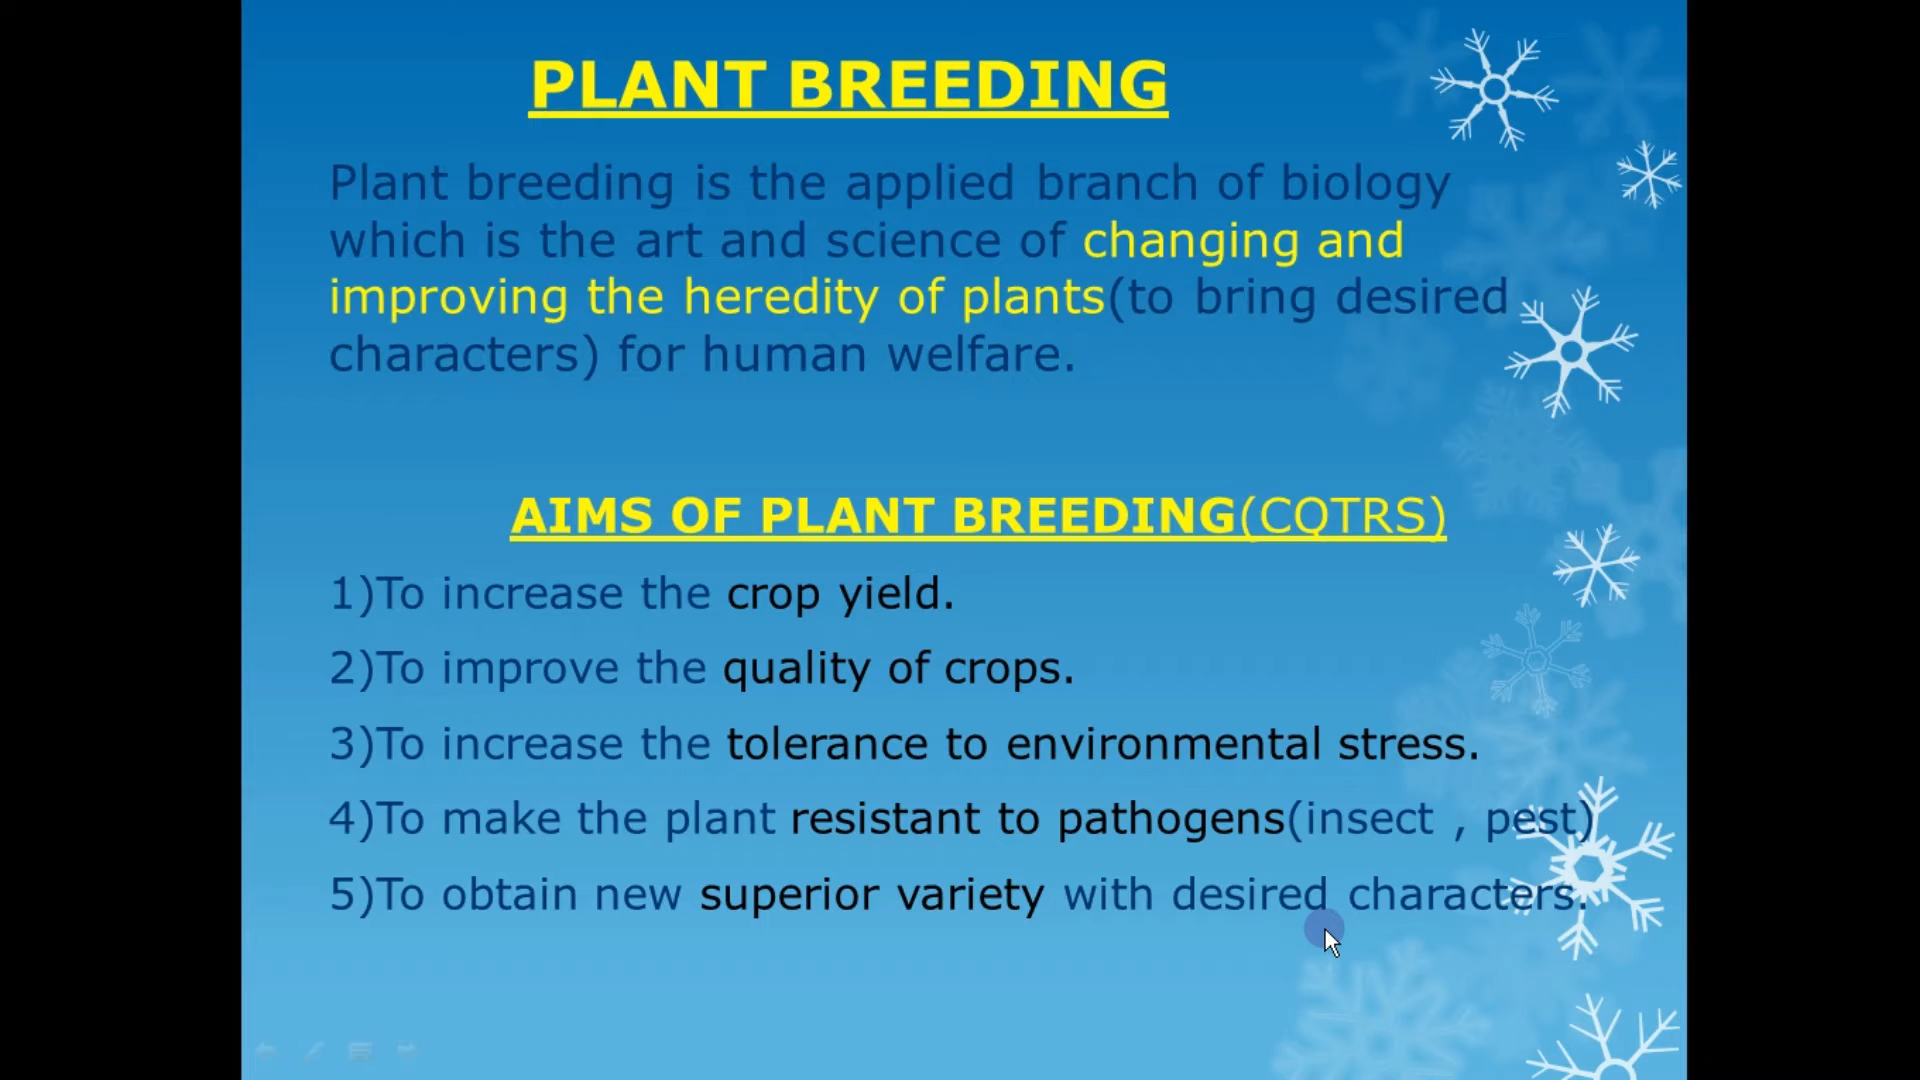 PLANT BREEDING
Plant breeding is the applied branch of biology
which is the art and science of changing and
improving the heredity of plants(to bring desired
characters) for human welfare.
AIMS OF PLANT BREEDING(CQTRS)
1)To increase the crop yield.
2)To improve the quality of crops.
3)To increase the tolerance to environmental stress.
4)To make the plant resistant to pathogens(insect , pest)
5)To obtain new superior variety with desired characters.